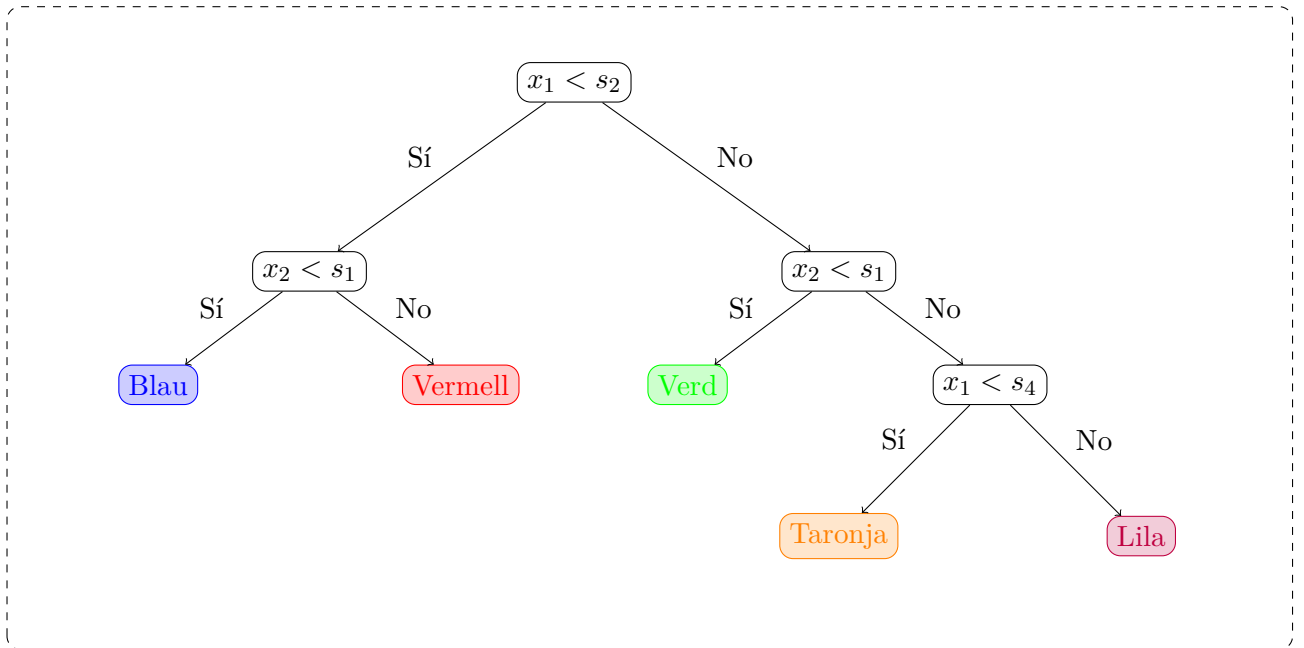 x₁ < s₂
Sí
No
x₂ < s₁
x₂ < s₁
Sí
No
Sí
No
Blau
Vermell
Verd
x₁ < s₄
Sí
No
Taronja
Lila